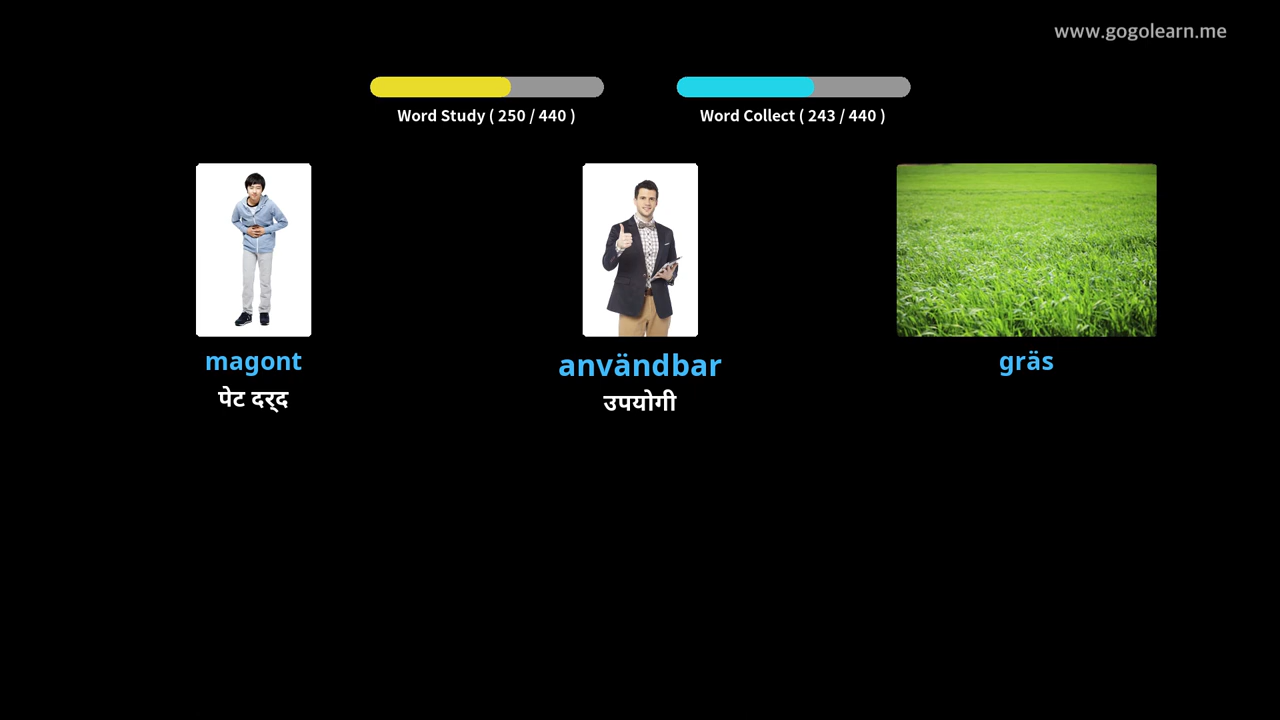 www.gogolearn.me
Word Study ( 250 / 440 )
Word Collect ( 243 / 440 )
magont
पेट दर्द
användbar
उपयोगी
gräs